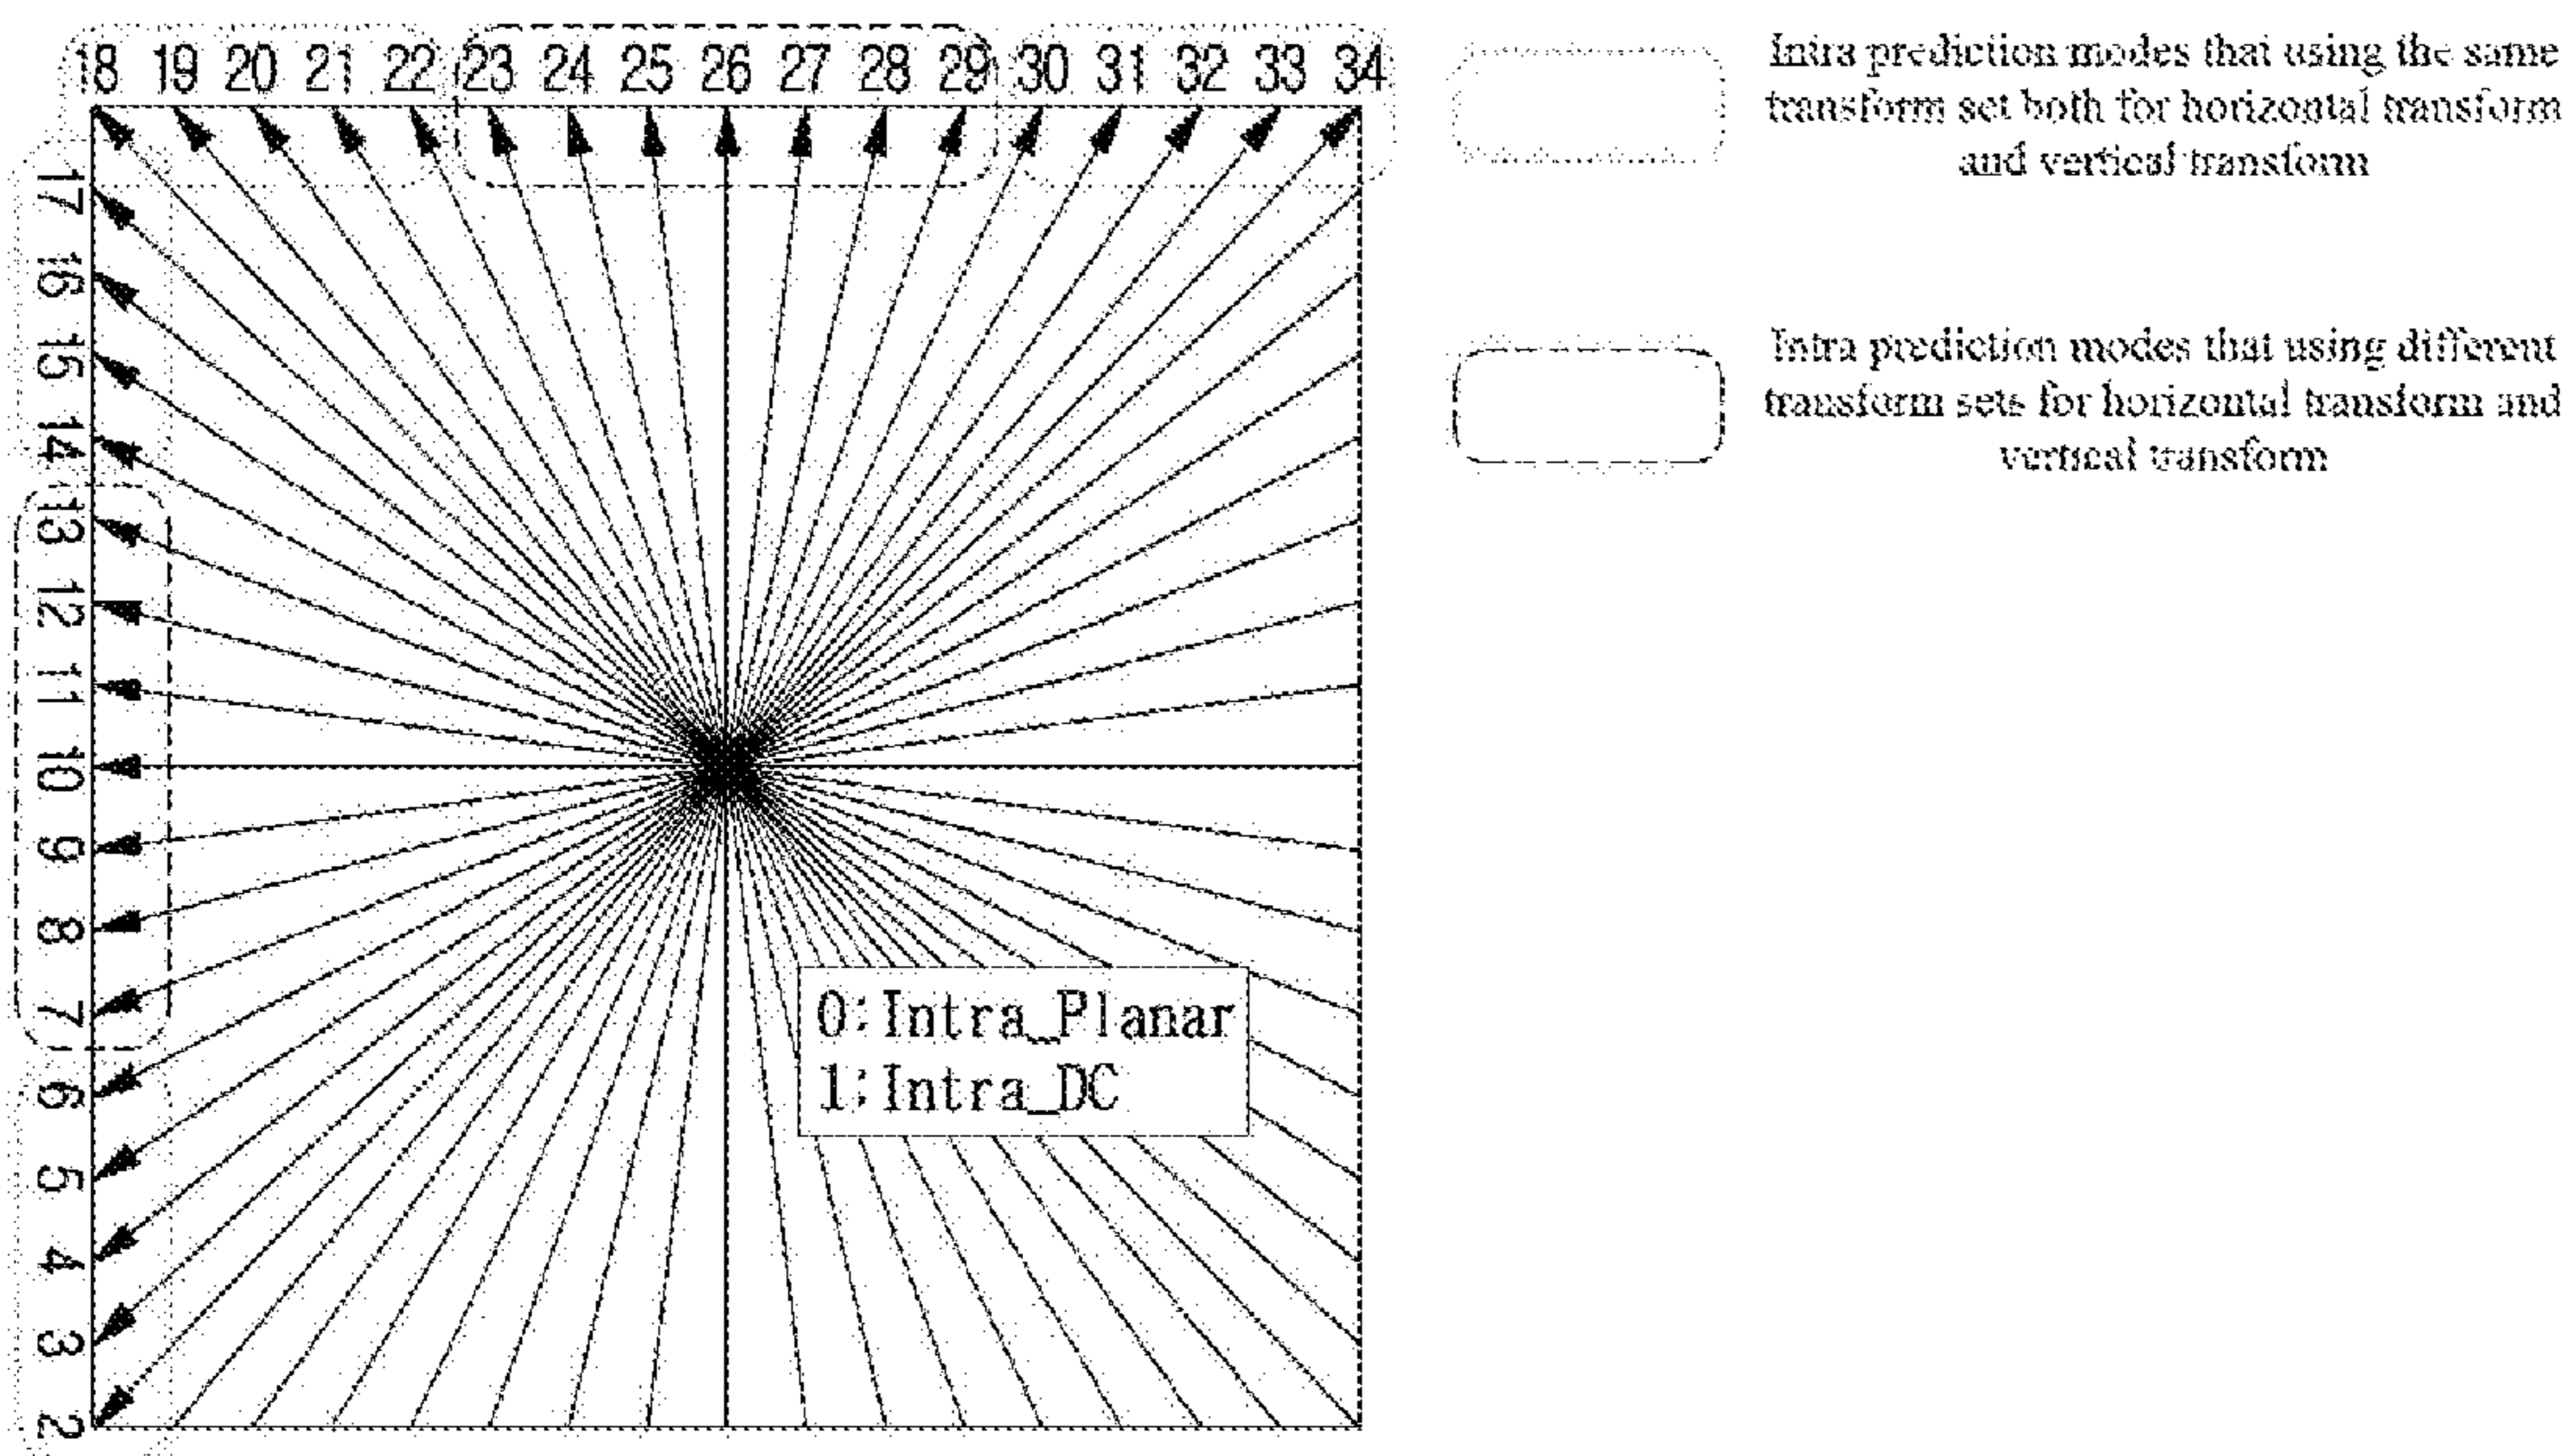 18 19 20 21 22 23 24 25 26 27 28 29 30 31 32 33 34
Intra prediction modes that using the same
transform set both for horizontal transform
and vertical transform
Intra prediction modes that using different
transform sets for horizontal transform and
vertical transform
17
16
15
14
13
12
11
10
9
8
7
6
5
4
3
2
0:Intra_Planar
1:Intra_DC